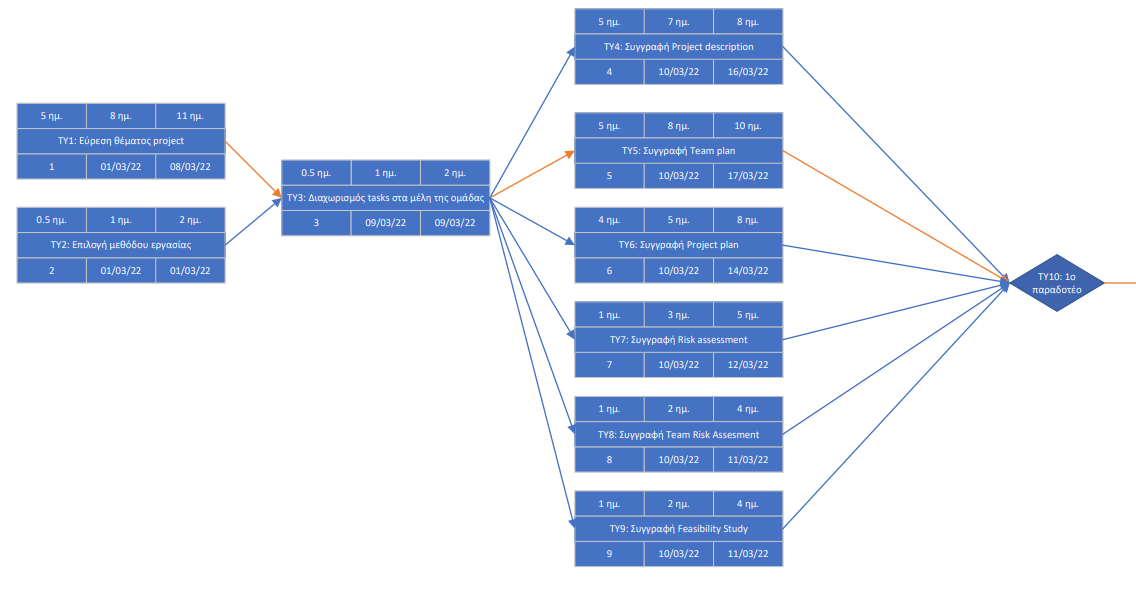 5 ημ. 8 ημ. 11 ημ.
ΤΥ1: Εύρεση θέματος project
1 01/03/22 08/03/22
0.5 ημ. 1 ημ. 2 ημ.
ΤΥ2: Επιλογή μεθόδου εργασίας
2 01/03/22 01/03/22
0.5 ημ. 1 ημ. 2 ημ.
ΤΥ3: Διαχωρισμός tasks στα μέλη της ομάδας
3 09/03/22 09/03/22
5 ημ. 7 ημ. 8 ημ.
ΤΥ4: Συγγραφή Project description
4 10/03/22 16/03/22
5 ημ. 8 ημ. 10 ημ.
ΤΥ5: Συγγραφή Team plan
5 10/03/22 17/03/22
4 ημ. 5 ημ. 8 ημ.
ΤΥ6: Συγγραφή Project plan
6 10/03/22 14/03/22
1 ημ. 3 ημ. 5 ημ.
ΤΥ7: Συγγραφή Risk assessment
7 10/03/22 12/03/22
1 ημ. 2 ημ. 4 ημ.
ΤΥ8: Συγγραφή Team Risk Assesment
8 10/03/22 11/03/22
1 ημ. 2 ημ. 4 ημ.
ΤΥ9: Συγγραφή Feasibility Study
9 10/03/22 11/03/22
ΤΥ10: 1ο
παραδοτέο